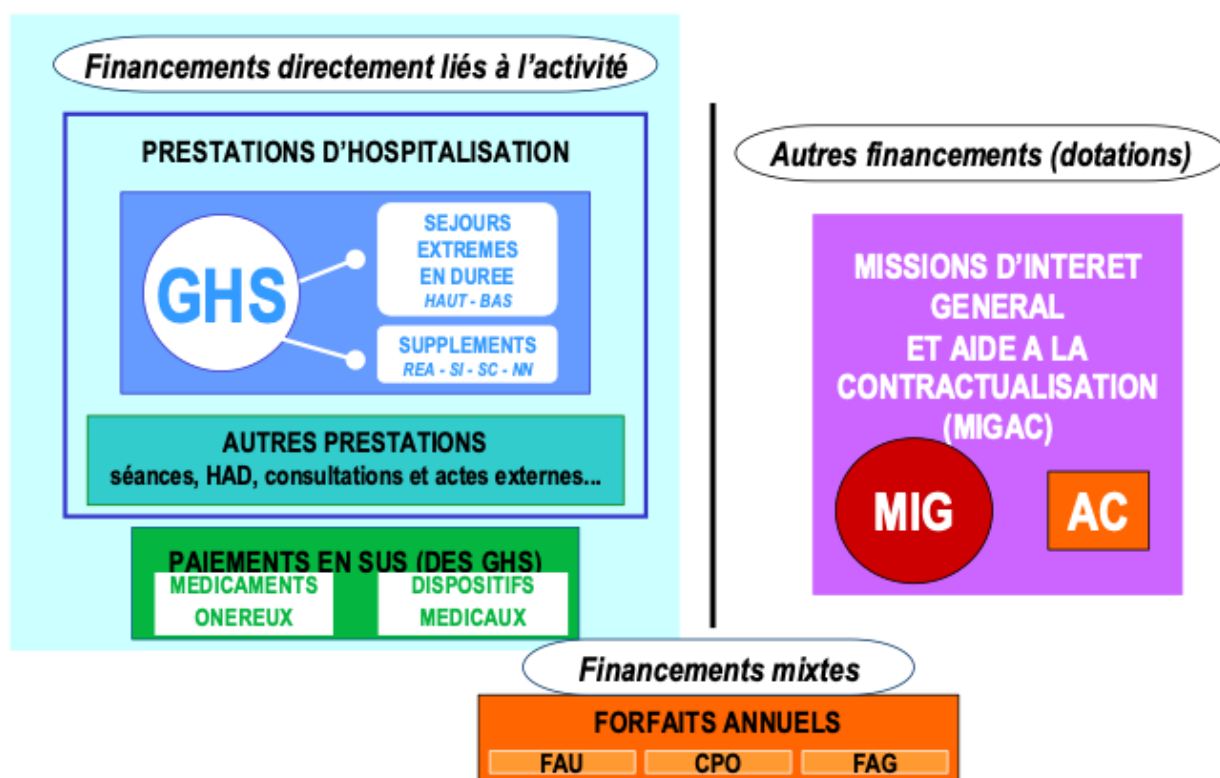 Financements directement liés à l'activité
PRESTATIONS D'HOSPITALISATION
GHS
SEJOURS
EXTREMES
EN DUREE
HAUT - BAS
SUPPLEMENTS
REA - SI - SC - NN
AUTRES PRESTATIONS
séances, HAD, consultations et actes externes...
PAIEMENTS EN SUS (DES GHS)
MEDICAMENTS
ONEREUX
DISPOSITIFS
MEDICAUX
Autres financements (dotations)
MISSIONS D'INTERET
GENERAL
ET AIDE A LA
CONTRACTUALISATION
(MIGAC)
MIG
AC
Financements mixtes
FORFAITS ANNUELS
FAU
CPO
FAG